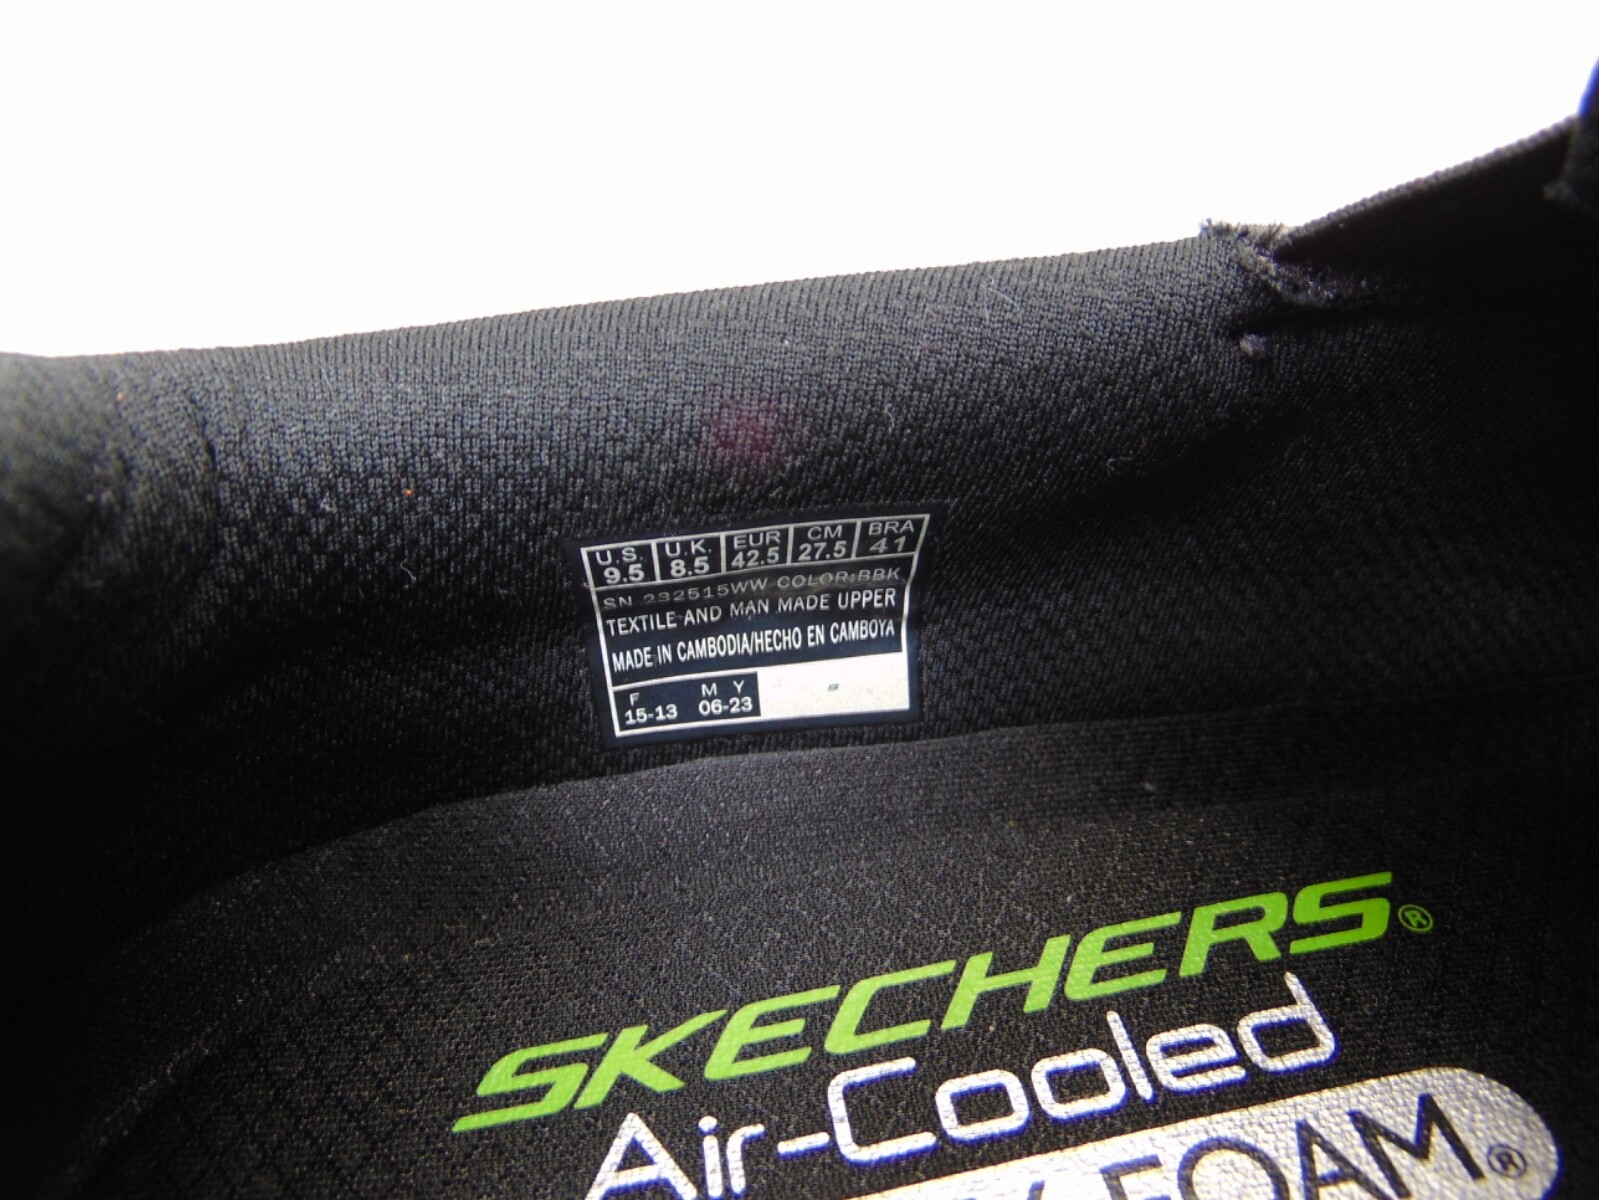 U.S. U.K. EUR CM BRA
9.5 8.5 42.5 27.5 41
SN 232515WW COLOR:BBK
TEXTILE AND MAN MADE UPPER
MADE IN CAMBODIA/HECHO EN CAMBOYA
F M Y
15-13 06-23
SKECHERS®
Air-Cooled
FOAM®